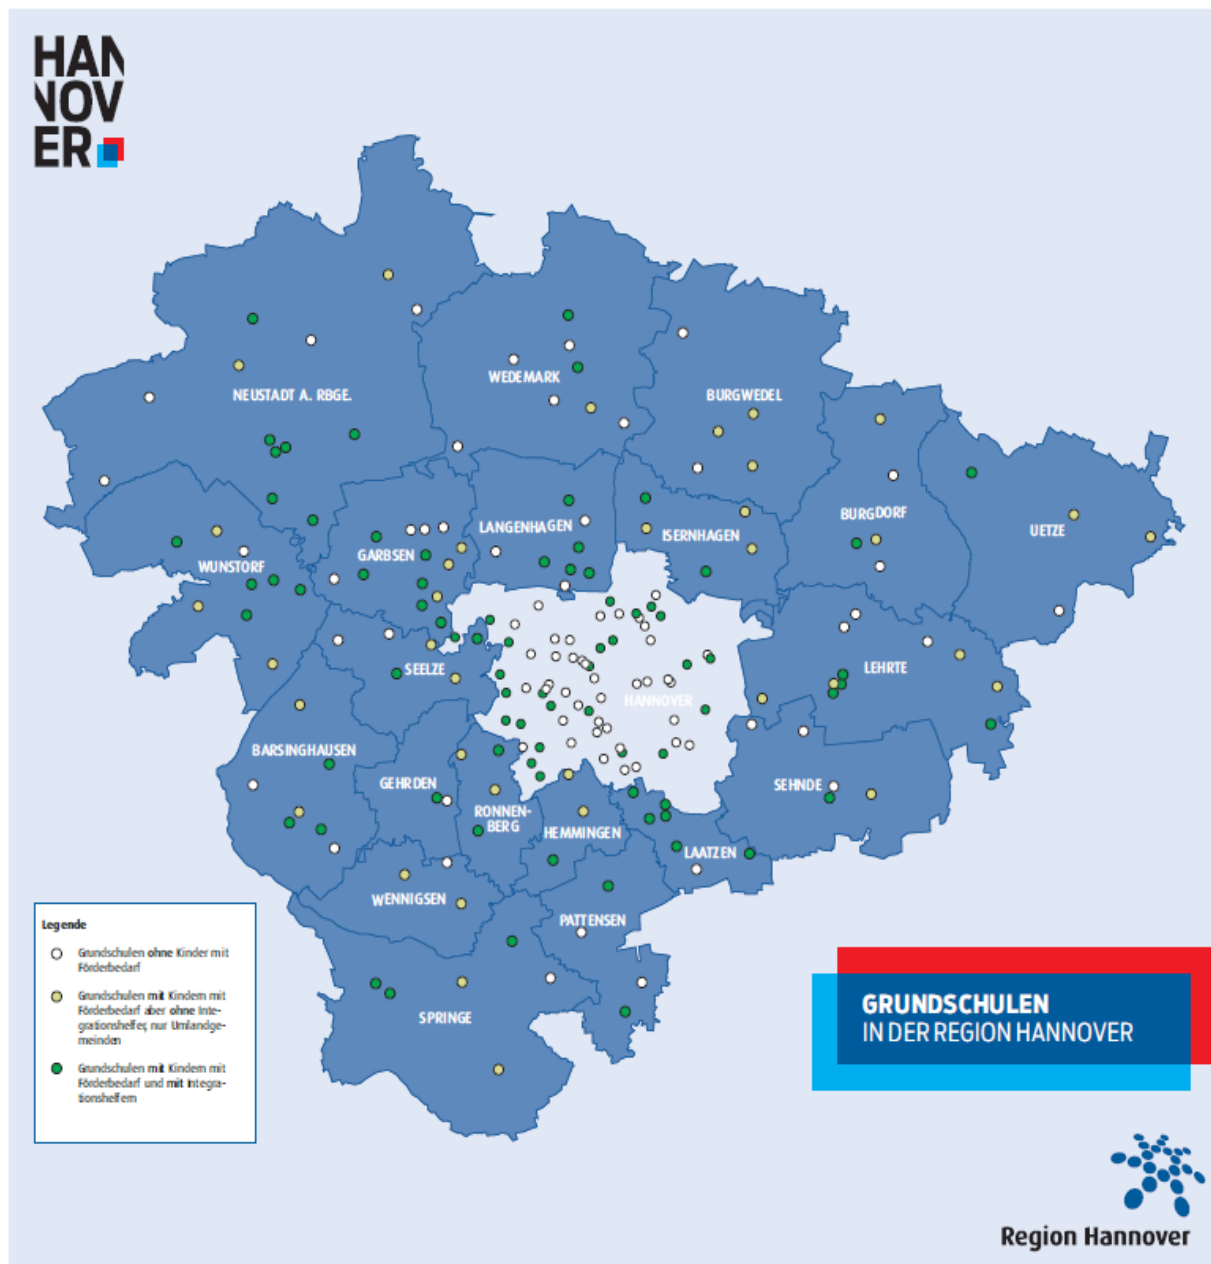 HAN
NOV
ER
NEUSTADT A. RBGE.
WEDEMARK
BURGWEDEL
LANGENHAGEN
ISERNHAGEN
BURGDORF
UETZE
GARBSEN
WUNSTORF
SEELZE
LEHRTE
HANNOVER
BARSINGHAUSEN
GEHRDEN
SEHNDE
RONNEN-
BERG
HEMMINGEN
LAATZEN
WENNIGSEN
PATTENSEN
SPRINGE
Legende
Grundschulen ohne Kinder mit
Förderbedarf
Grundschulen mit Kindern mit
Förderbedarf aber ohne Inte-
grationshelfer, nur Umlandge-
meinden
Grundschulen mit Kindern mit
Förderbedarf und mit Integra-
tionshelfern
GRUNDSCHULEN
IN DER REGION HANNOVER
Region Hannover